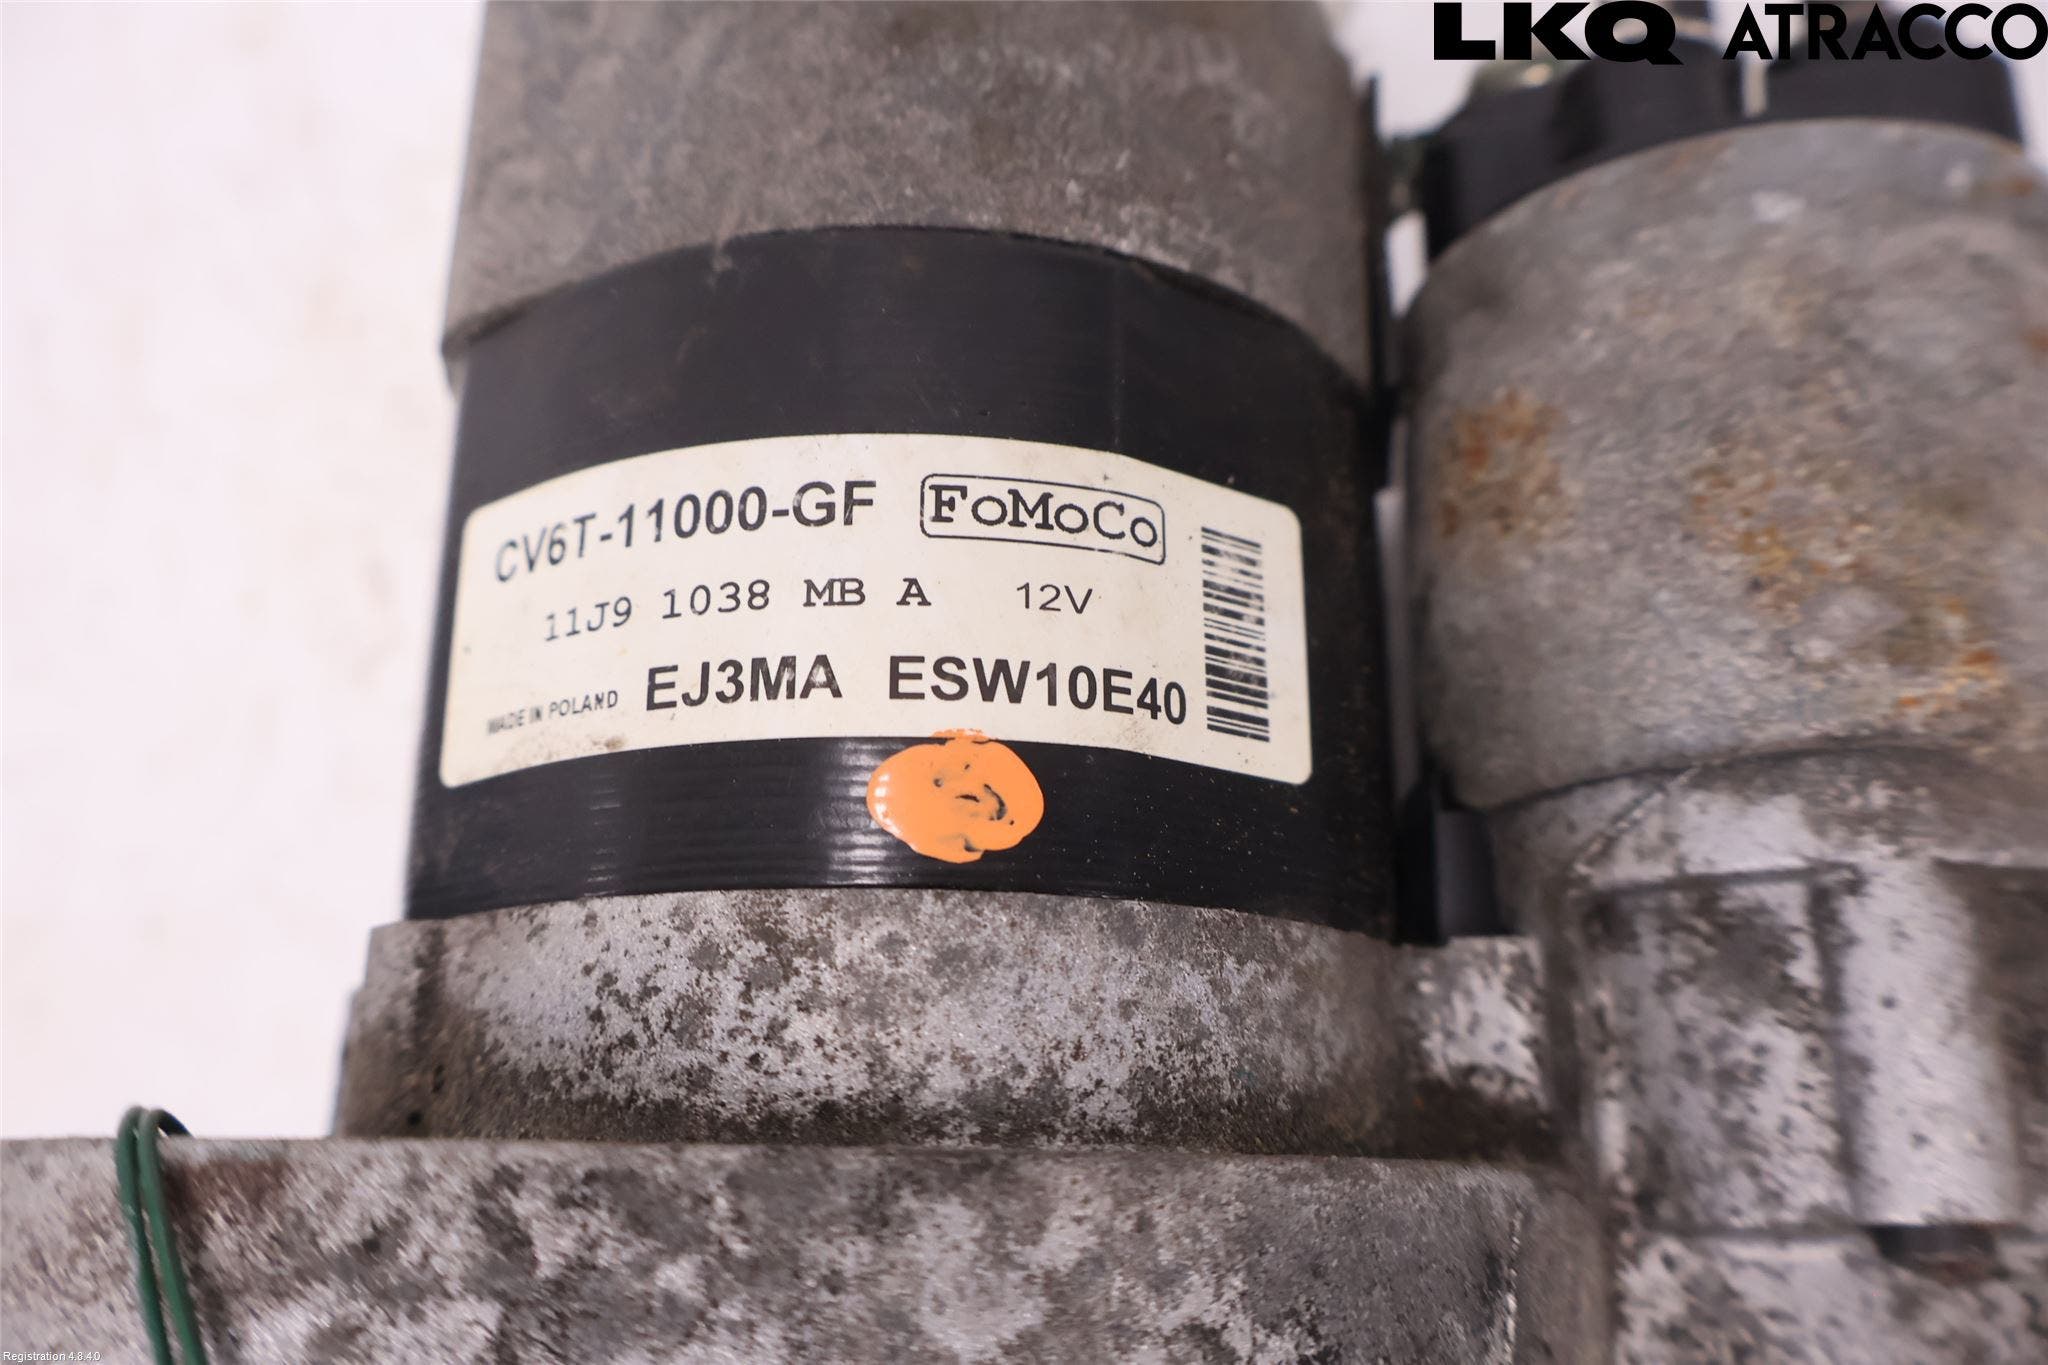 LKQ ATRACCO
CV6T-11000-GF FoMoCo
11J9 1038 MB A 12V
MADE IN POLAND EJ3MA ESW10E40
Registration 4.8.4.0